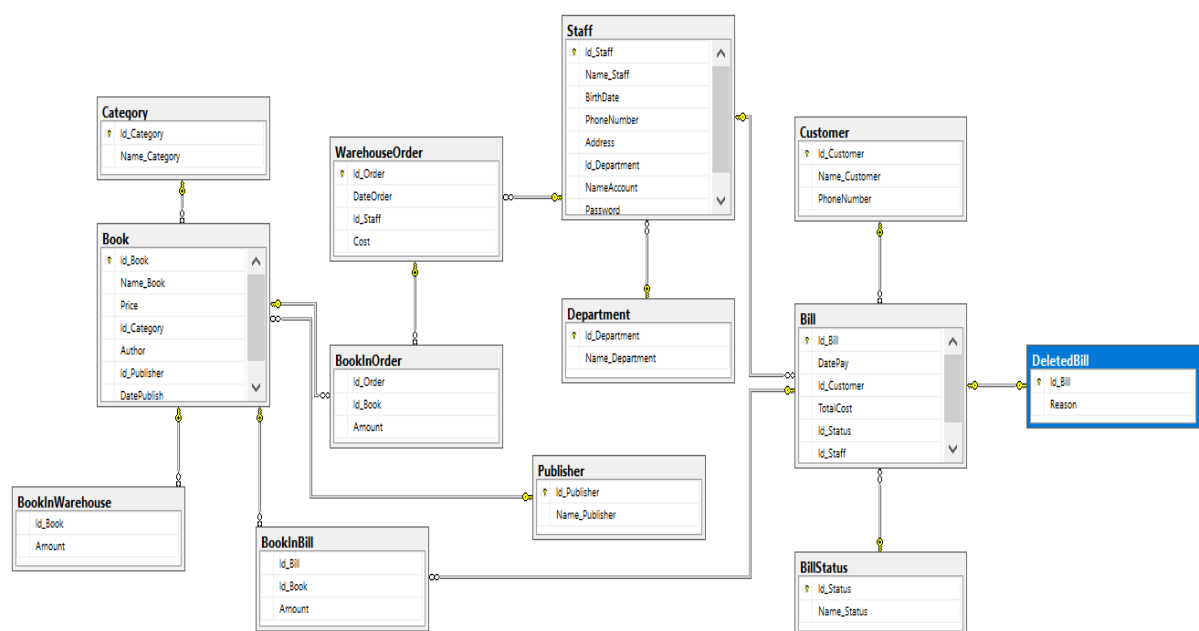 Staff
Id_Staff
Name_Staff
BirthDate
PhoneNumber
Address
Id_Department
NameAccount
Password
Category
Id_Category
Name_Category
WarehouseOrder
Id_Order
DateOrder
Id_Staff
Cost
Customer
Id_Customer
Name_Customer
PhoneNumber
Book
Id_Book
Name_Book
Price
Id_Category
Author
Id_Publisher
DatePublish
Department
Id_Department
Name_Department
Bill
Id_Bill
DatePay
Id_Customer
TotalCost
Id_Status
Id_Staff
DeletedBill
Id_Bill
Reason
BookInOrder
Id_Order
Id_Book
Amount
Publisher
Id_Publisher
Name_Publisher
BookInWarehouse
Id_Book
Amount
BookInBill
Id_Bill
Id_Book
Amount
BillStatus
Id_Status
Name_Status